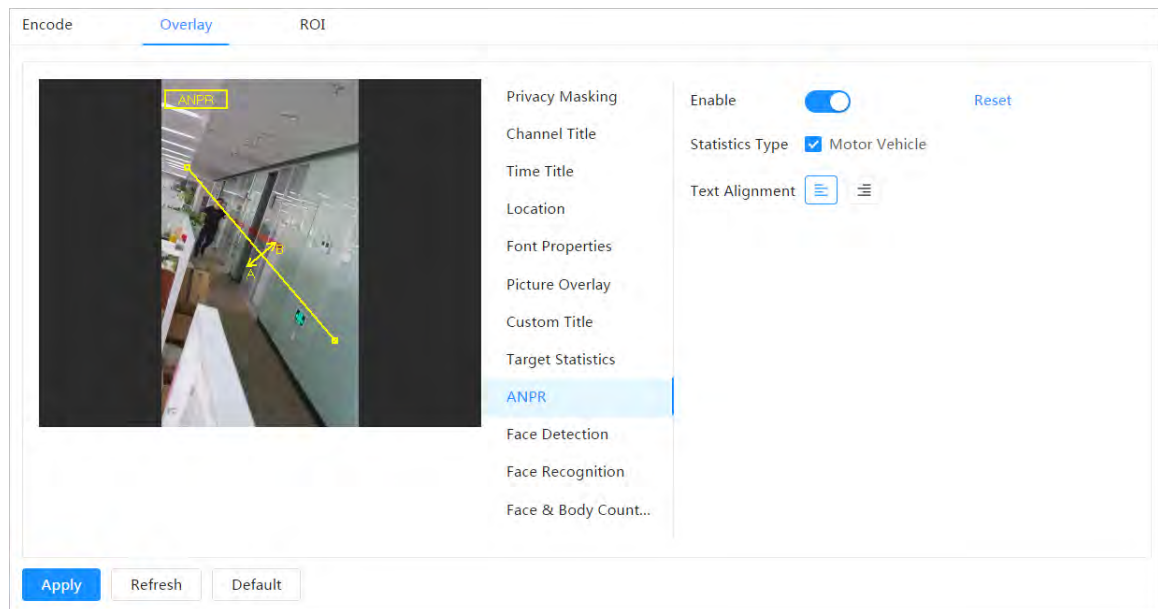 Encode Overlay ROI
ANPR
B
A
Privacy Masking
Channel Title
Time Title
Location
Font Properties
Picture Overlay
Custom Title
Target Statistics
ANPR
Face Detection
Face Recognition
Face & Body Count...
Enable Reset
Statistics Type Motor Vehicle
Text Alignment
Apply Refresh Default